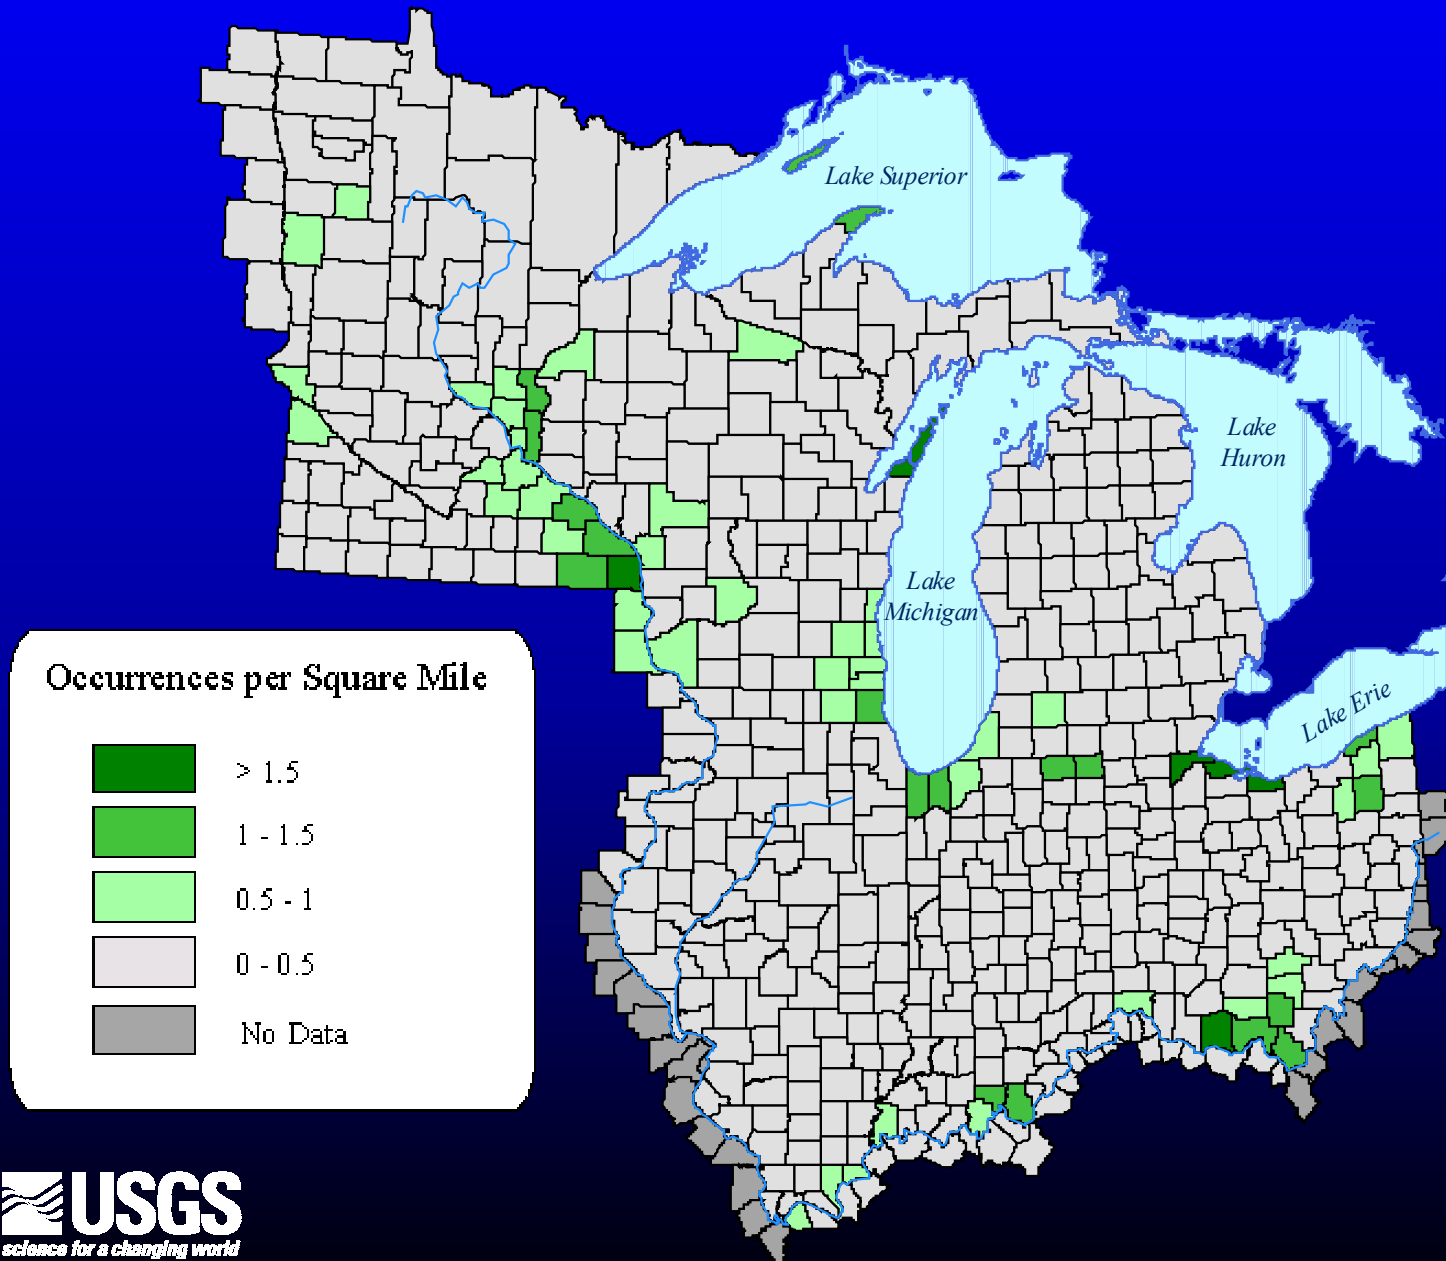 Lake Superior
Lake
Huron
Lake
Michigan
Lake Erie
Occurrences per Square Mile
> 1.5
1 - 1.5
0.5 - 1
0 - 0.5
No Data
USGS
science for a changing world